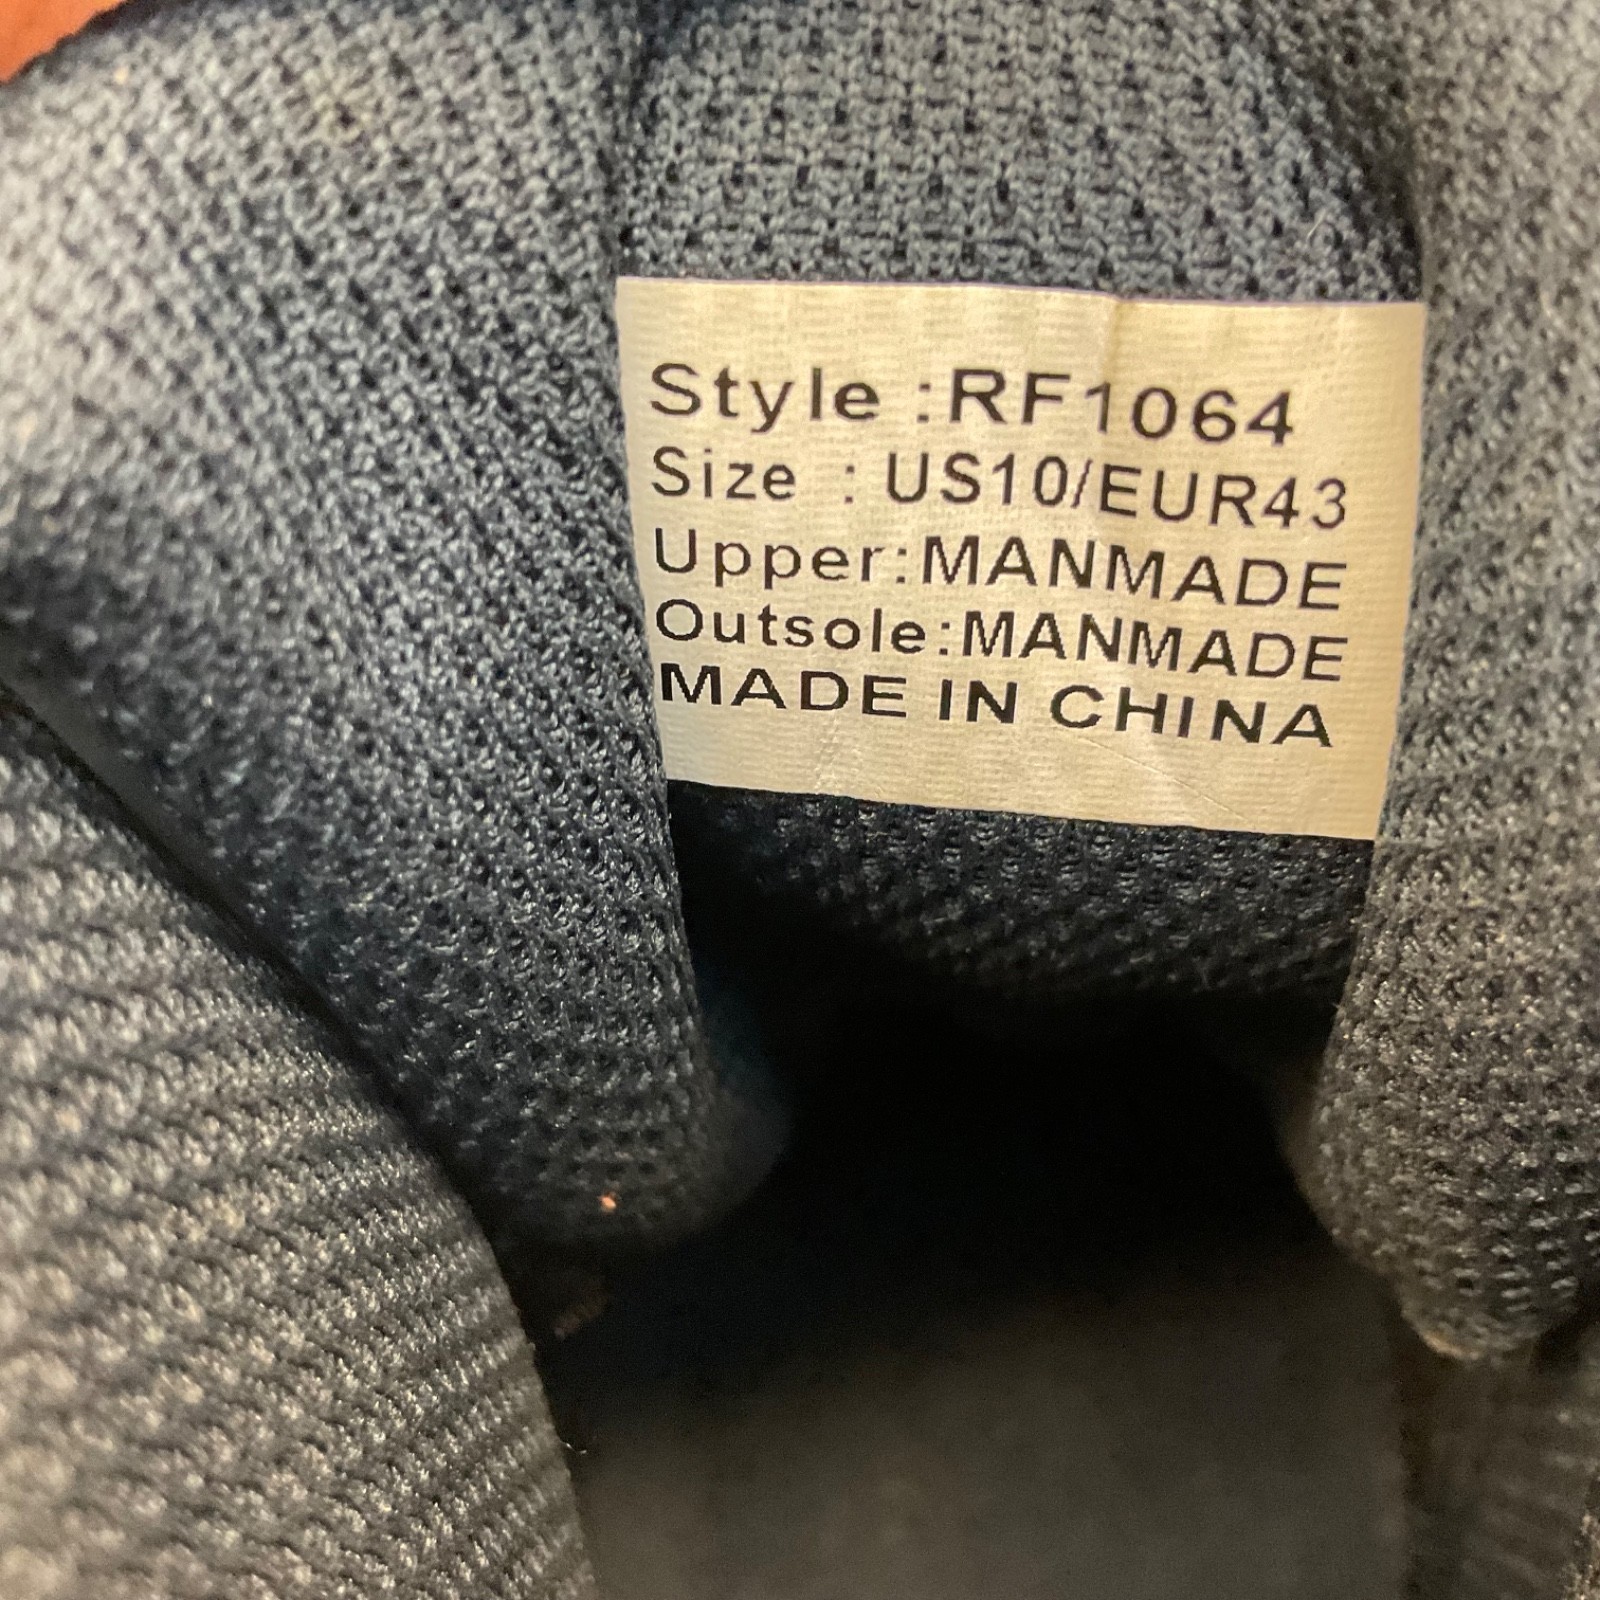 Style :RF1064
Size : US10/EUR43
Upper:MANMADE
Outsole:MANMADE
MADE IN CHINA